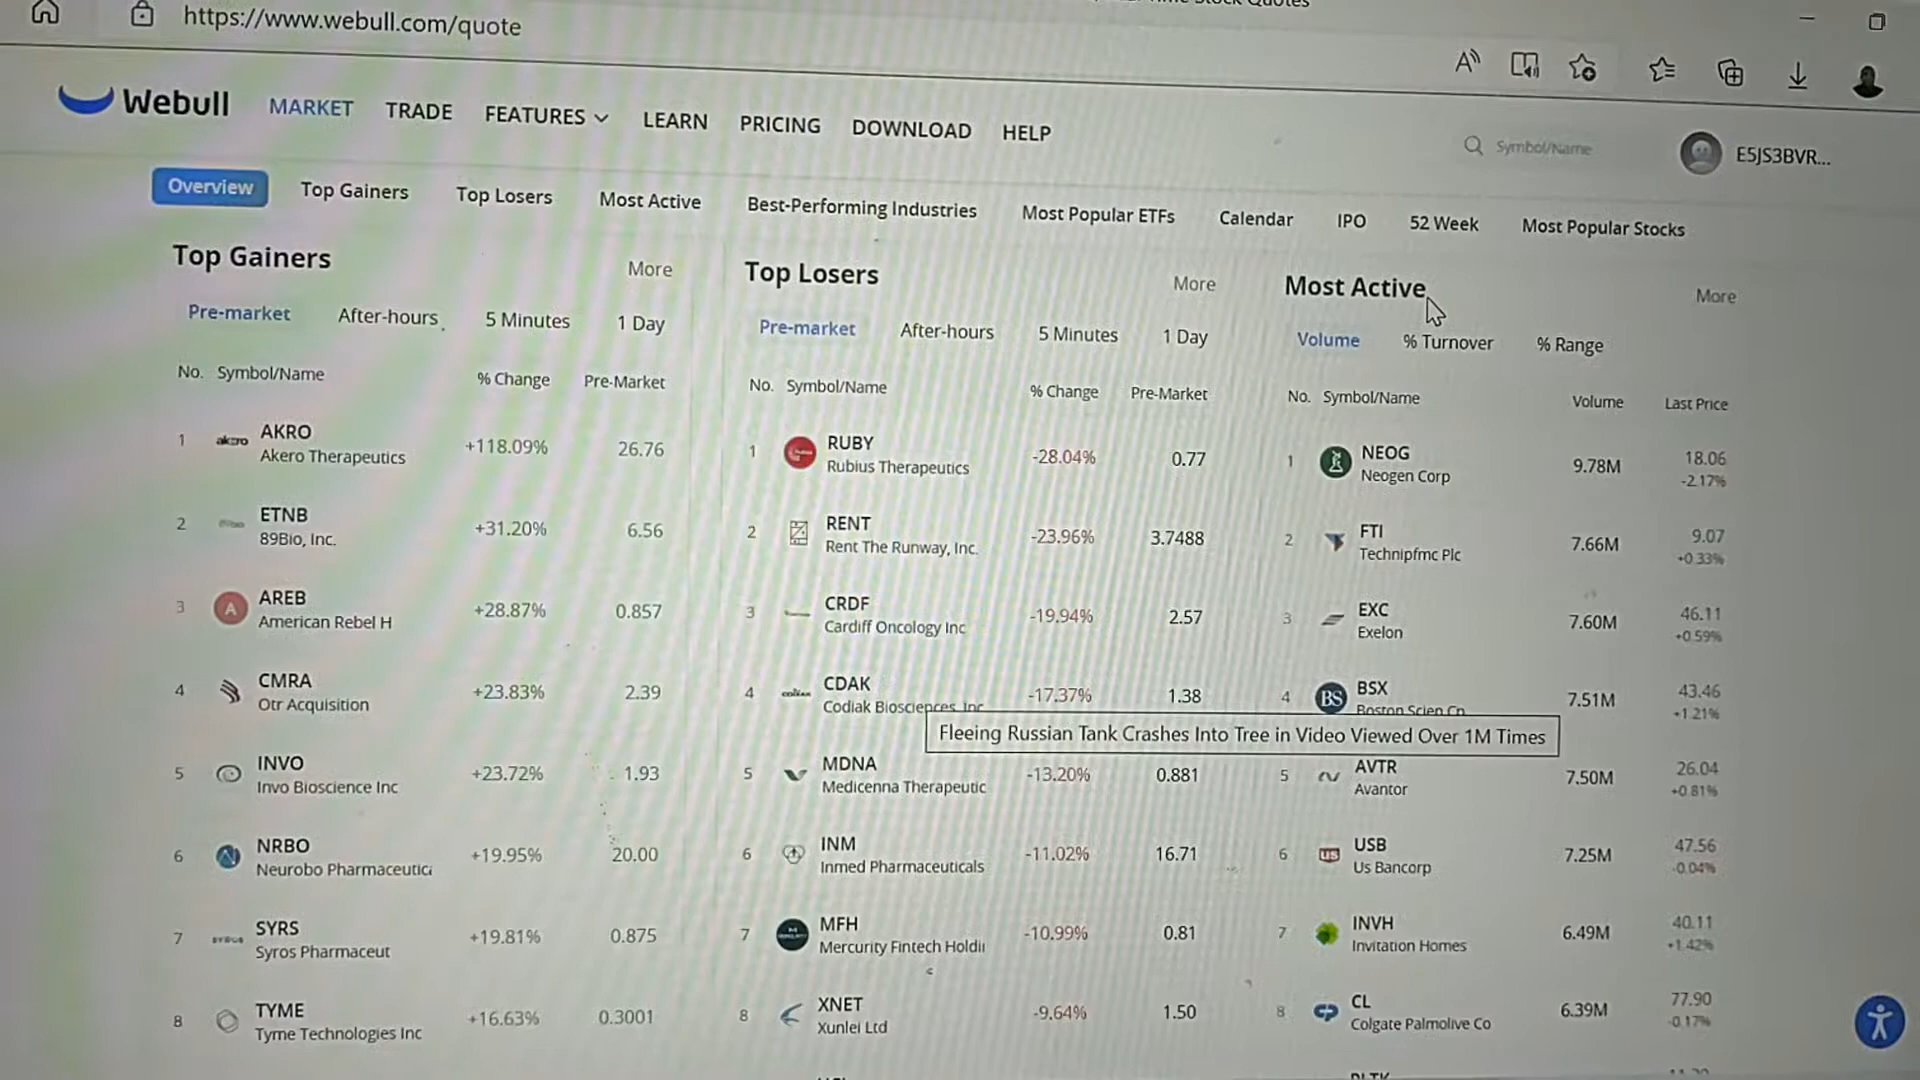 https://www.webull.com/quote
Webull MARKET TRADE FEATURES LEARN PRICING DOWNLOAD HELP Symbol/Name E5JS3BVR...
Overview Top Gainers Top Losers Most Active Best-Performing Industries Most Popular ETFs Calendar IPO 52 Week Most Popular Stocks
Top Gainers More
Pre-market After-hours 5 Minutes 1 Day
No. Symbol/Name % Change Pre-Market
1 AKRO +118.09% 26.76
Akero Therapeutics
2 ETNB +31.20% 6.56
89Bio, Inc.
3 A AREB +28.87% 0.857
American Rebel H
4 CMRA +23.83% 2.39
Otr Acquisition
5 INVO +23.72% 1.93
Invo Bioscience Inc
6 NRBO +19.95% 20.00
Neurobo Pharmaceutic
7 SYRS +19.81% 0.875
Syros Pharmaceut
8 TYME +16.63% 0.3001
Tyme Technologies Inc
Top Losers More
Pre-market After-hours 5 Minutes 1 Day
No. Symbol/Name % Change Pre-Market
1 RUBY -28.04% 0.77
Rubius Therapeutics
2 RENT -23.96% 3.7488
Rent The Runway, Inc.
3 CRDF -19.94% 2.57
Cardiff Oncology Inc
4 CDAK -17.37% 1.38
Codiak Biosciences, Inc
Fleeing Russian Tank Crashes Into Tree in Video Viewed Over 1M Times
5 MDNA -13.20% 0.881
Medicenna Therapeutic
6 INM -11.02% 16.71
Inmed Pharmaceuticals
7 MFH -10.99% 0.81
Mercurity Fintech Holdi
8 XNET -9.64% 1.50
Xunlei Ltd
Most Active More
Volume % Turnover % Range
No. Symbol/Name Volume Last Price
1 NEOG 9.78M 18.06
Neogen Corp -2.17%
2 FTI 7.66M 9.07
Technipfmc Plc +0.33%
3 EXC 7.60M 46.11
Exelon +0.59%
4 BS BSX 7.51M 43.46
Boston Scien Cp +1.21%
5 AVTR 7.50M 26.04
Avantor +0.81%
6 US USB 7.25M 47.56
Us Bancorp -0.04%
7 INVH 6.49M 40.11
Invitation Homes +1.42%
8 CL 6.39M 77.90
Colgate Palmolive Co -0.17%